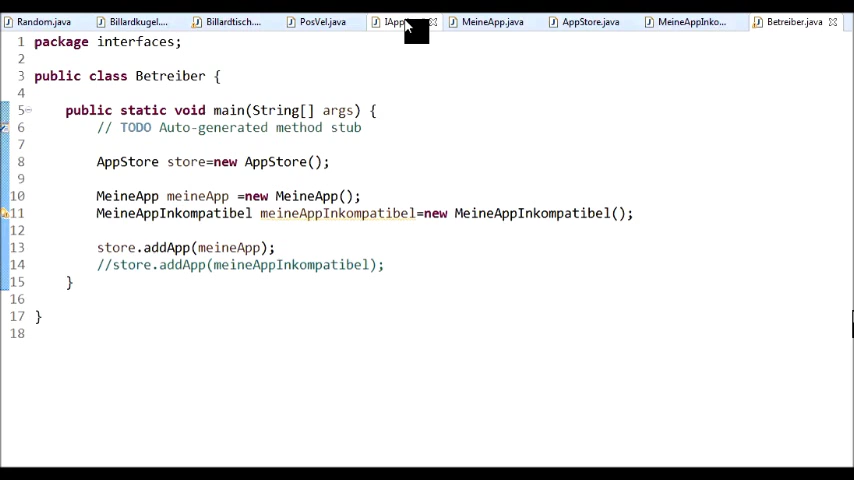 Random.java Billardkugel.... Billardtisch.... PosVel.java IApp MeineApp.java AppStore.java MeineAppInko... Betreiber.java
1 package interfaces;
2
3 public class Betreiber {
4
5 public static void main(String[] args) {
6 // TODO Auto-generated method stub
7
8 AppStore store=new AppStore();
9
10 MeineApp meineApp =new MeineApp();
11 MeineAppInkompatibel meineAppInkompatibel=new MeineAppInkompatibel();
12
13 store.addApp(meineApp);
14 //store.addApp(meineAppInkompatibel);
15 }
16
17 }
18